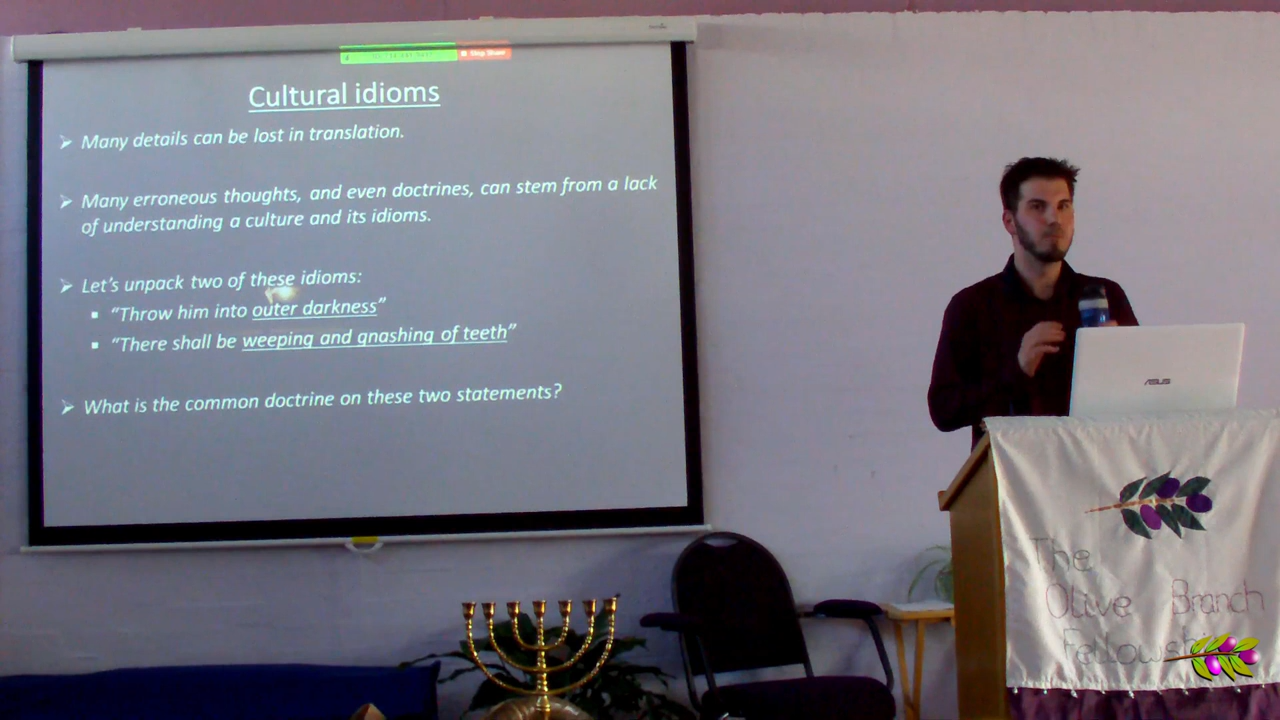 Cultural idioms
Many details can be lost in translation.
Many erroneous thoughts, and even doctrines, can stem from a lack
of understanding a culture and its idioms.
Let's unpack two of these idioms:
"Throw him into outer darkness"
"There shall be weeping and gnashing of teeth"
What is the common doctrine on these two statements?
ASUS
The
Olive Branch